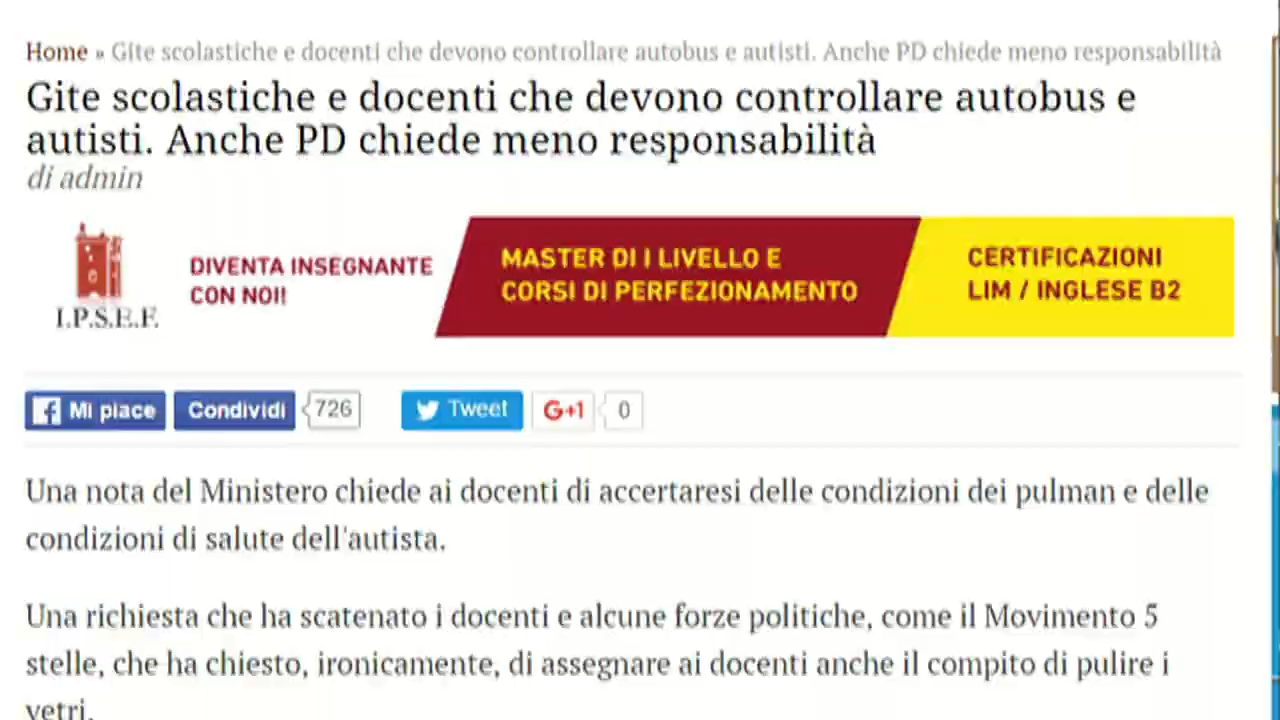 Home » Gite scolastiche e docenti che devono controllare autobus e autisti. Anche PD chiede meno responsabilità
Gite scolastiche e docenti che devono controllare autobus e
autisti. Anche PD chiede meno responsabilità
di admin
I.P.S.E.F.
DIVENTA INSEGNANTE
CON NOI!
MASTER DI I LIVELLO E
CORSI DI PERFEZIONAMENTO
CERTIFICAZIONI
LIM / INGLESE B2
Mi piace Condividi 726 Tweet G+1 0
Una nota del Ministero chiede ai docenti di accertaresi delle condizioni dei pulman e delle
condizioni di salute dell'autista.
Una richiesta che ha scatenato i docenti e alcune forze politiche, come il Movimento 5
stelle, che ha chiesto, ironicamente, di assegnare ai docenti anche il compito di pulire i
vetri.